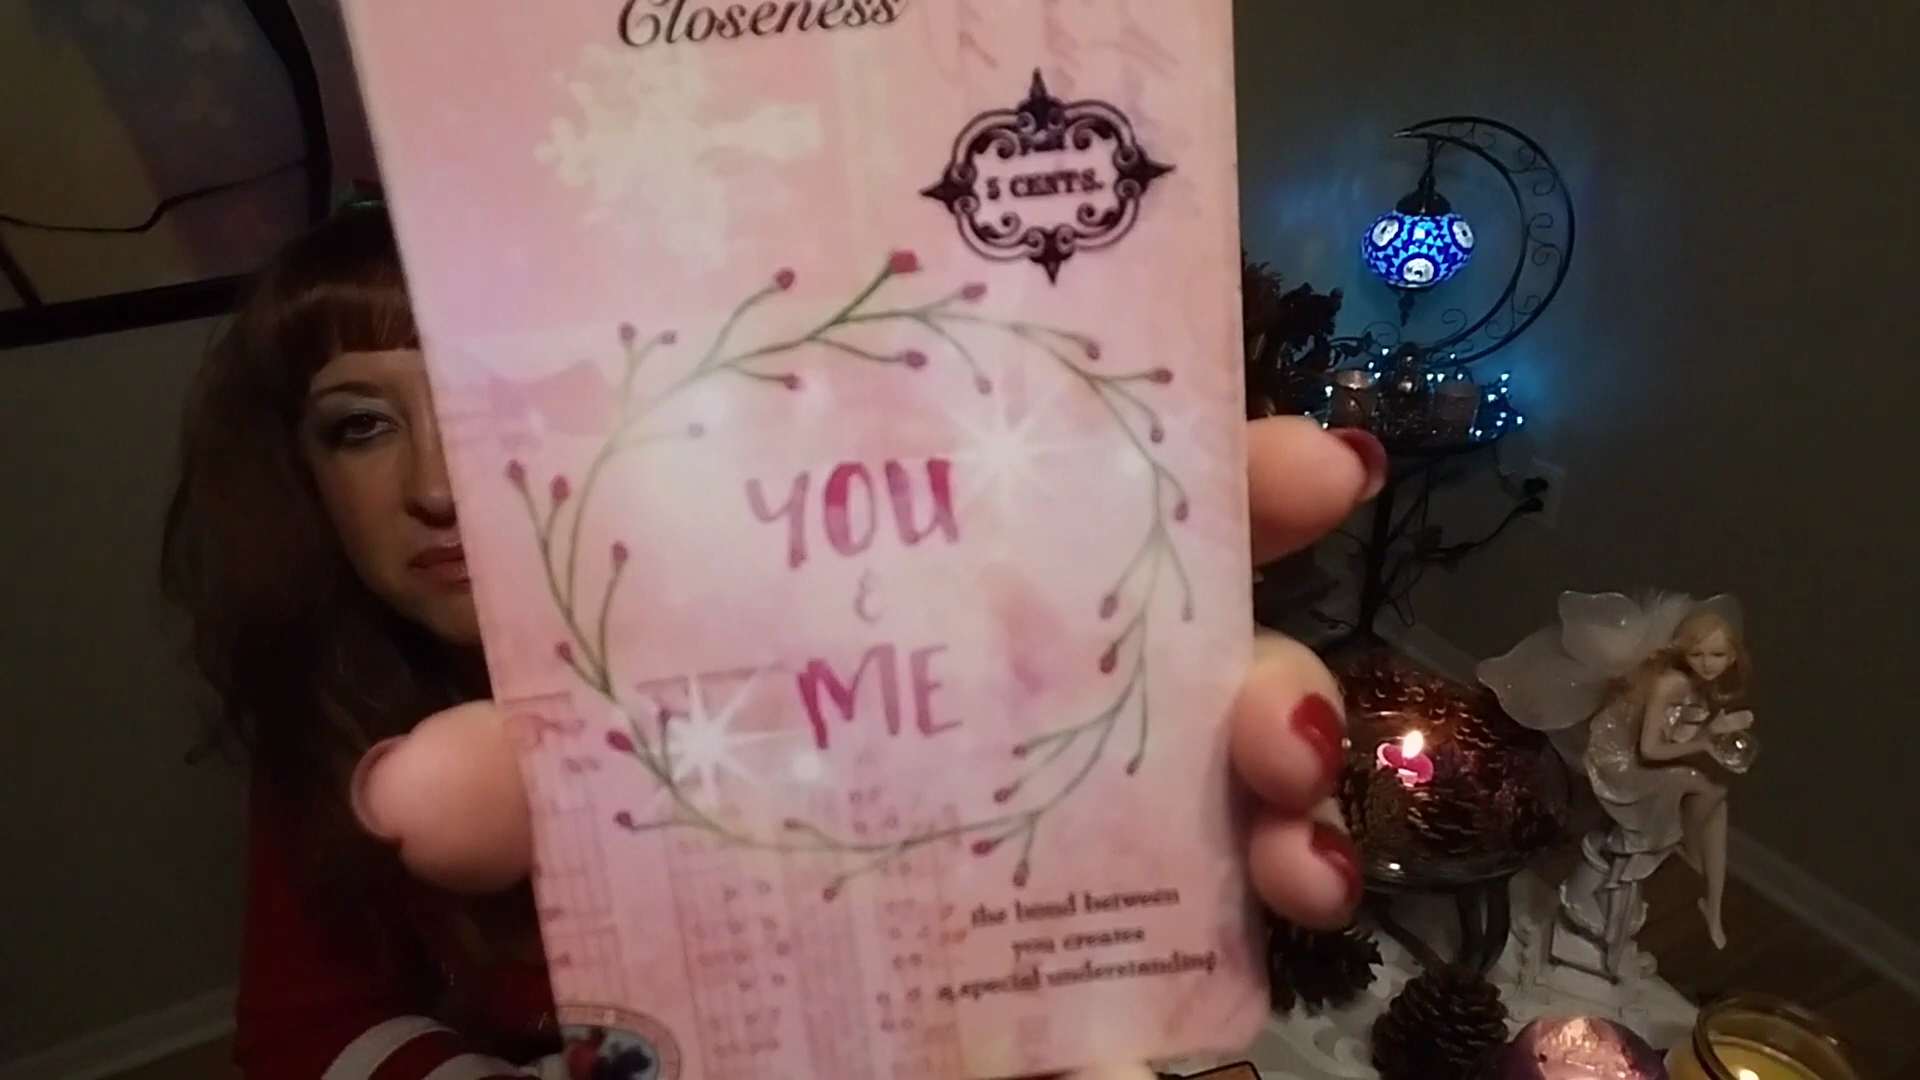 Closeness
5 CENTS.
YOU
&
ME
the bond between
you creates
a special understanding